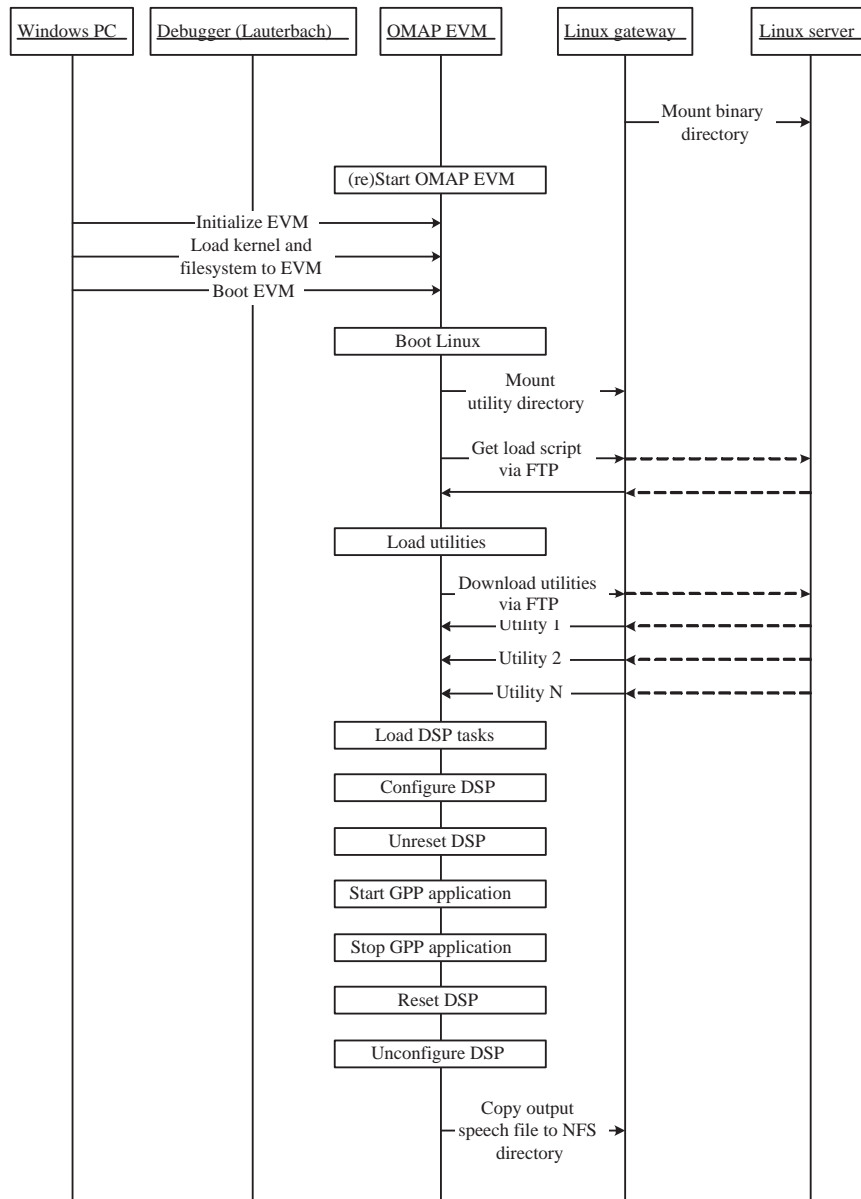 Windows PC
Debugger (Lauterbach)
OMAP EVM
Linux gateway
Linux server
Mount binary
directory
(re)Start OMAP EVM
Initialize EVM
Load kernel and
filesystem to EVM
Boot EVM
Boot Linux
Mount
utility directory
Get load script
via FTP
Load utilities
Download utilities
via FTP
Utility 1
Utility 2
Utility N
Load DSP tasks
Configure DSP
Unreset DSP
Start GPP application
Stop GPP application
Reset DSP
Unconfigure DSP
Copy output
speech file to NFS
directory